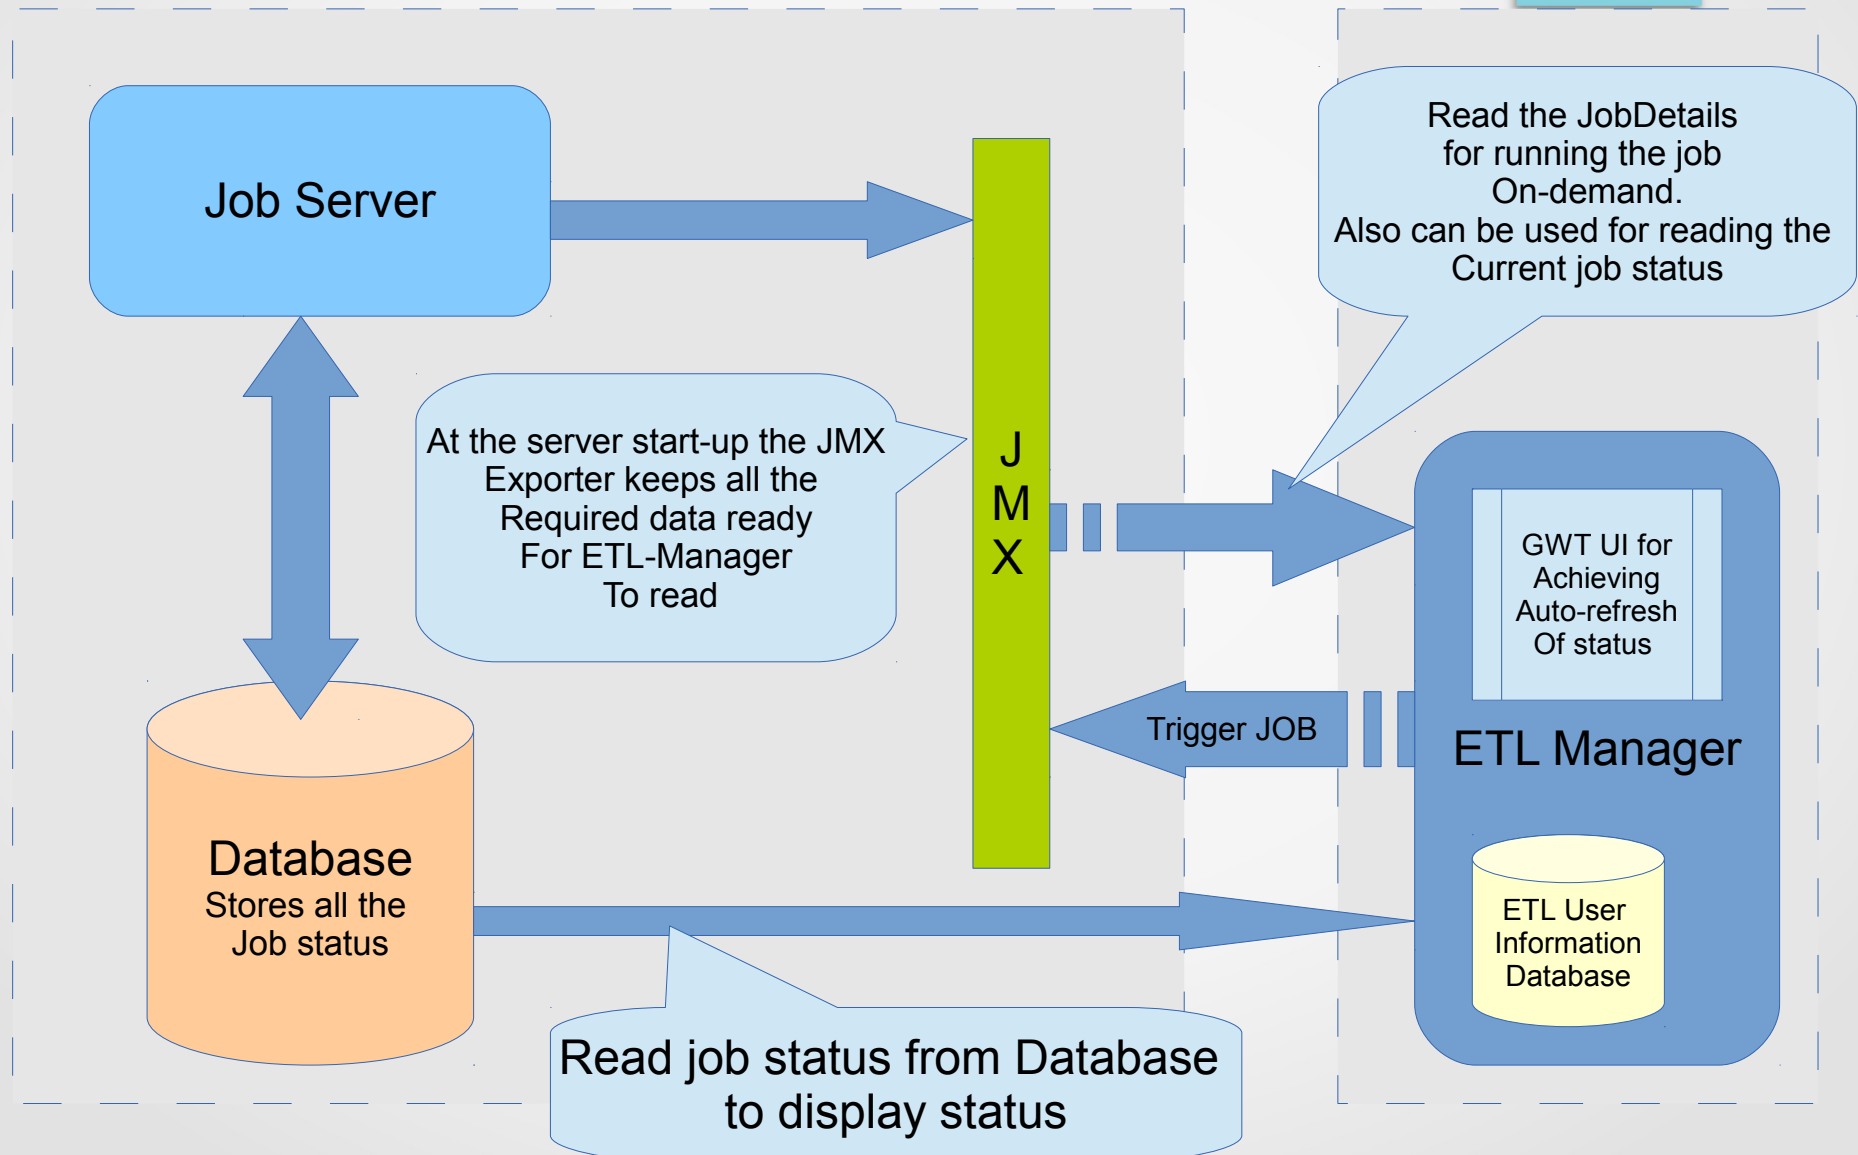 Job Server
Read the JobDetails
for running the job
On-demand.
Also can be used for reading the
Current job status
At the server start-up the JMX
Exporter keeps all the
Required data ready
For ETL-Manager
To read
J
M
X
GWT UI for
Achieving
Auto-refresh
Of status
Trigger JOB
ETL Manager
Database
Stores all the
Job status
ETL User
Information
Database
Read job status from Database
to display status